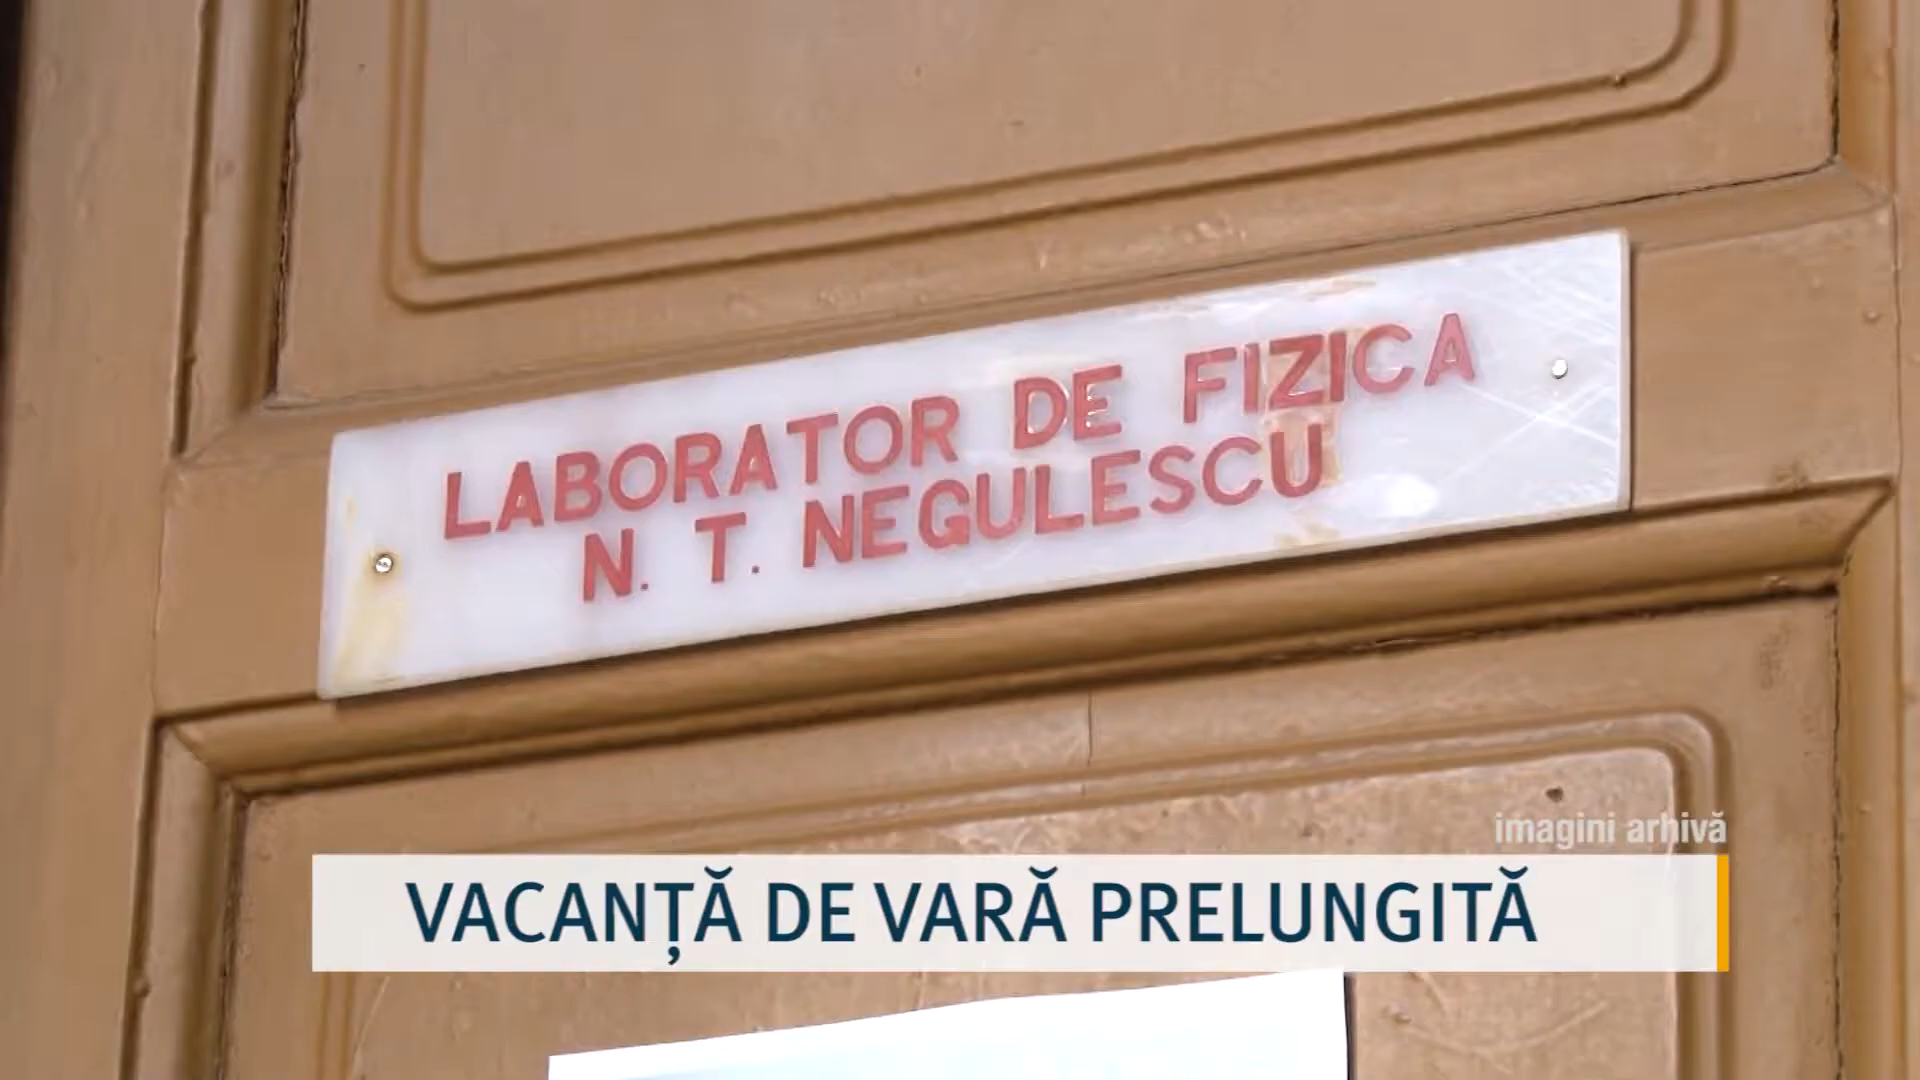 LABORATOR DE FIZICA
N. T. NEGULESCU
imagini arhivă
VACANȚĂ DE VARĂ PRELUNGITĂ